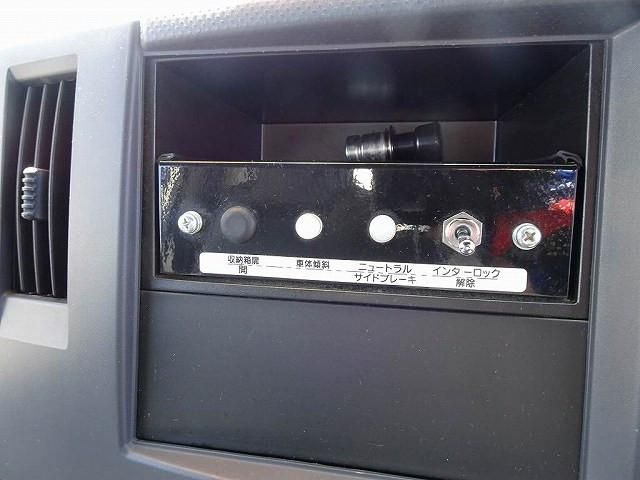 収納箱扉
開
車体傾斜
ニュートラル
サイドブレーキ
インターロック
解除